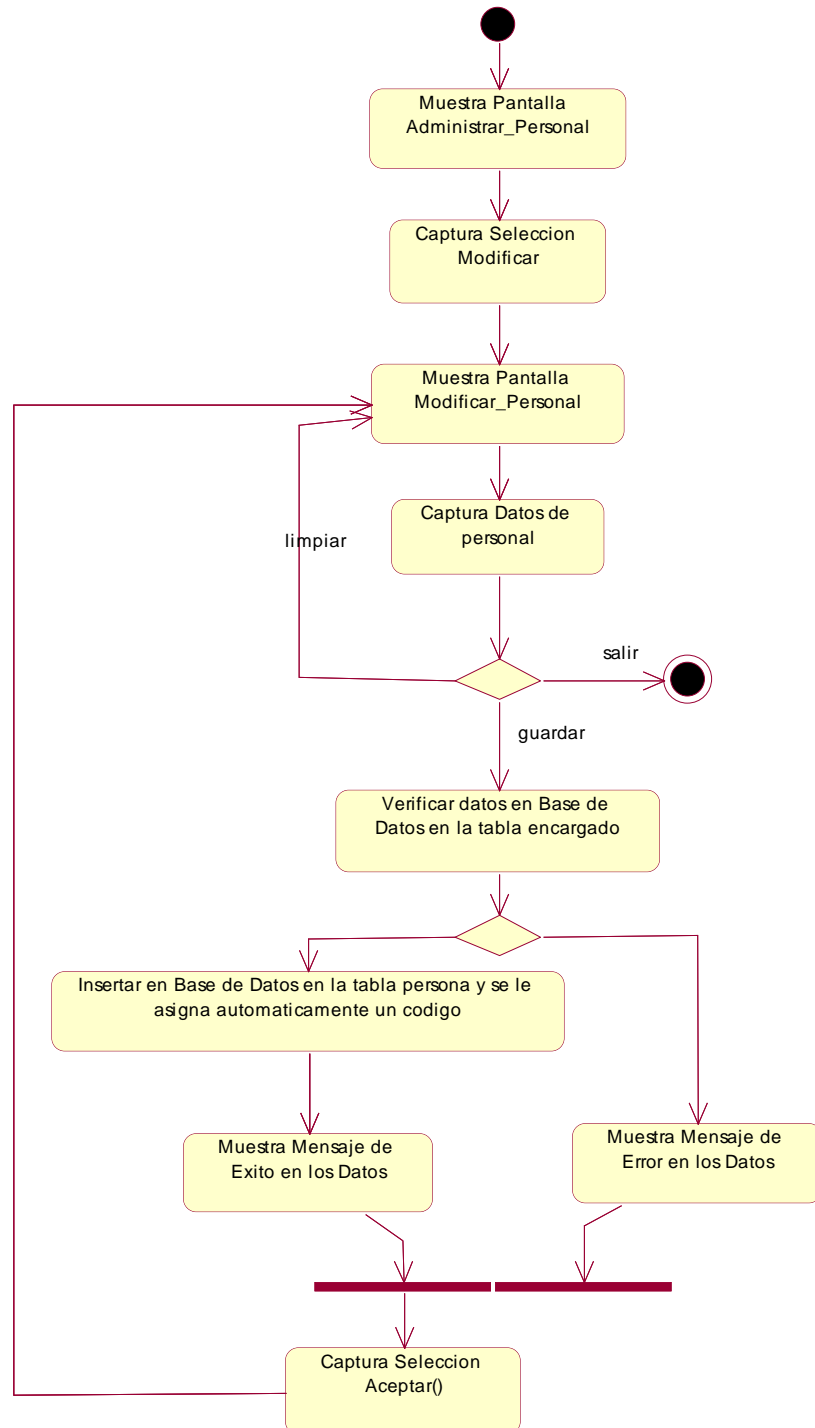 Muestra Pantalla
Administrar_Personal
Captura Seleccion
Modificar
Muestra Pantalla
Modificar_Personal
Captura Datos de
personal
limpiar
salir
guardar
Verificar datos en Base de
Datos en la tabla encargado
Insertar en Base de Datos en la tabla persona y se le
asigna automaticamente un codigo
Muestra Mensaje de
Exito en los Datos
Muestra Mensaje de
Error en los Datos
Captura Seleccion
Aceptar()